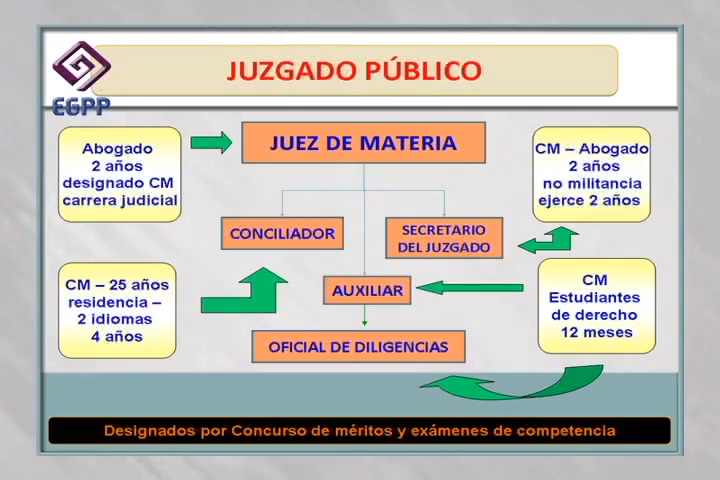 JUZGADO PÚBLICO
EGPP
Abogado
2 años
designado CM
carrera judicial
JUEZ DE MATERIA
CM – Abogado
2 años
no militancia
ejerce 2 años
CONCILIADOR
SECRETARIO
DEL JUZGADO
CM – 25 años
residencia –
2 idiomas
4 años
AUXILIAR
CM
Estudiantes
de derecho
12 meses
OFICIAL DE DILIGENCIAS
Designados por Concurso de méritos y exámenes de competencia